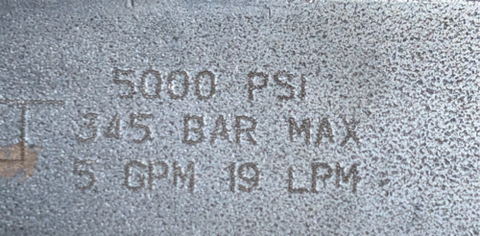 5000 PSI
345 BAR MAX
5 GPM 19 LPM